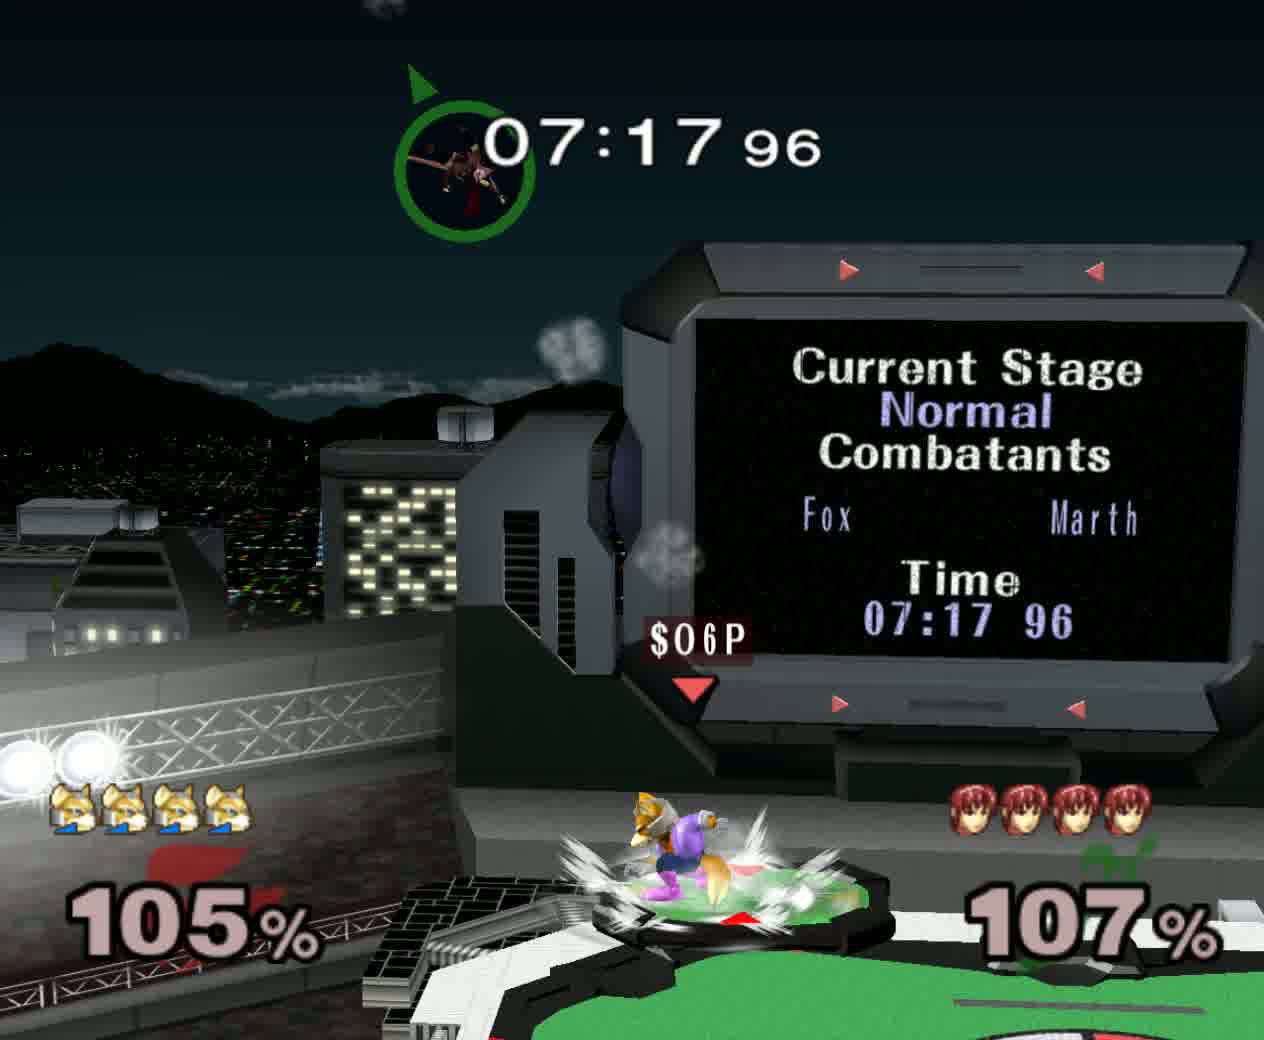 07:17 96
Current Stage
Normal
Combatants
Fox Marth
Time
07:17 96
$06P
105%
107%